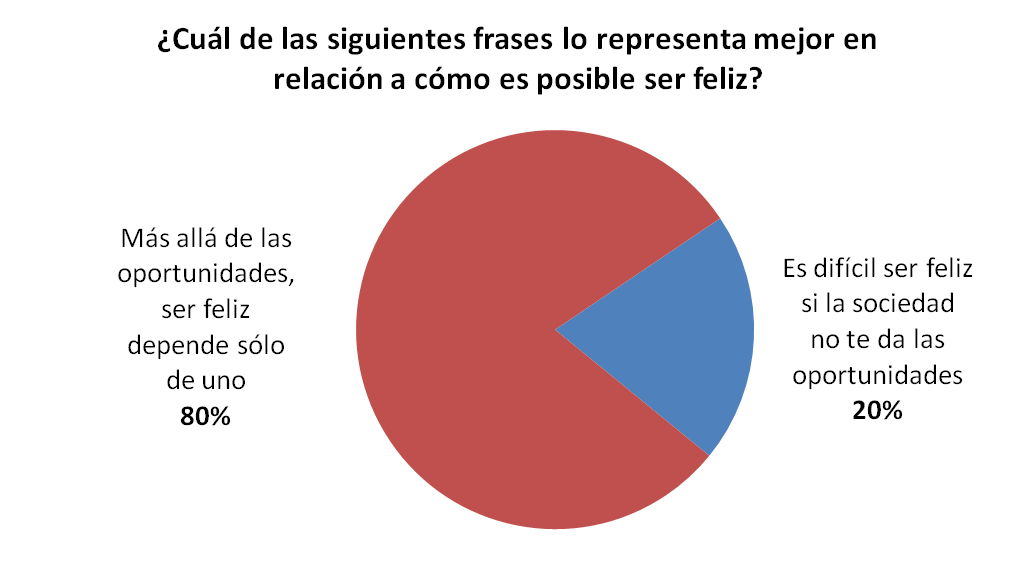 ¿Cuál de las siguientes frases lo representa mejor en
relación a cómo es posible ser feliz?
Más allá de las
oportunidades,
ser feliz
depende sólo
de uno
80%
Es difícil ser feliz
si la sociedad
no te da las
oportunidades
20%